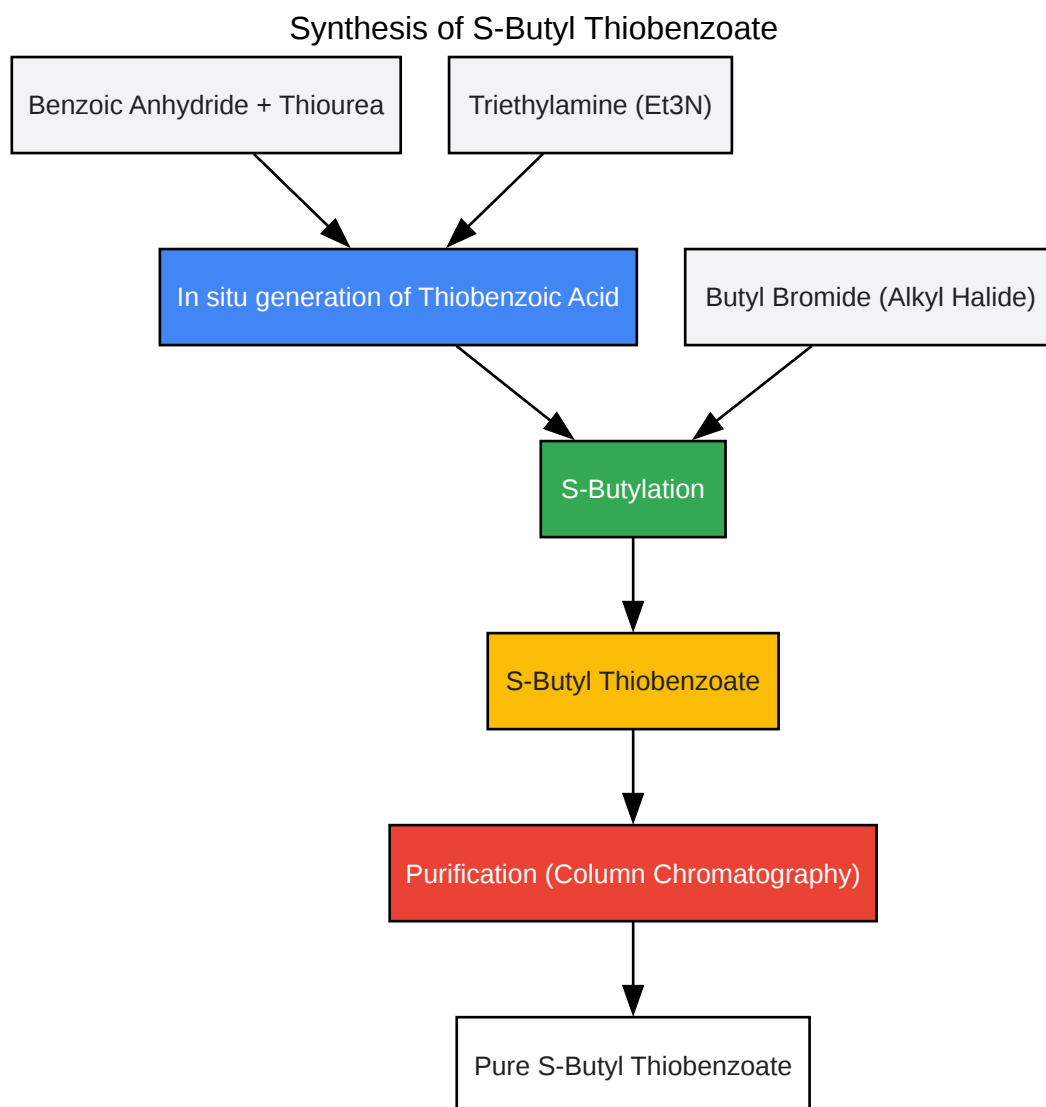 Synthesis of S-Butyl Thiobenzoate
Benzoic Anhydride + Thiourea
Triethylamine (Et3N)
In situ generation of Thiobenzoic Acid
Butyl Bromide (Alkyl Halide)
S-Butylation
S-Butyl Thiobenzoate
Purification (Column Chromatography)
Pure S-Butyl Thiobenzoate